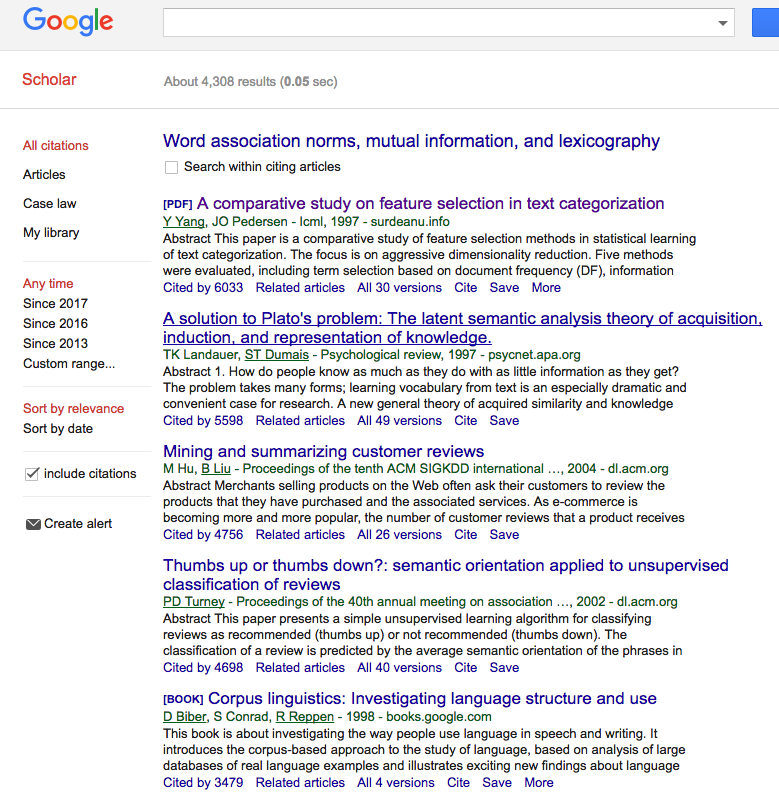 Google
Scholar
About 4,308 results (0.05 sec)
All citations
Articles
Case law
My library
Any time
Since 2017
Since 2016
Since 2013
Custom range...
Sort by relevance
Sort by date
include citations
Create alert
Word association norms, mutual information, and lexicography
Search within citing articles
[PDF] A comparative study on feature selection in text categorization
Y Yang, JO Pedersen - Icml, 1997 - surdeanu.info
Abstract This paper is a comparative study of feature selection methods in statistical learning
of text categorization. The focus is on aggressive dimensionality reduction. Five methods
were evaluated, including term selection based on document frequency (DF), information
Cited by 6033 Related articles All 30 versions Cite Save More
A solution to Plato's problem: The latent semantic analysis theory of acquisition,
induction, and representation of knowledge.
TK Landauer, ST Dumais - Psychological review, 1997 - psycnet.apa.org
Abstract 1. How do people know as much as they do with as little information as they get?
The problem takes many forms; learning vocabulary from text is an especially dramatic and
convenient case for research. A new general theory of acquired similarity and knowledge
Cited by 5598 Related articles All 49 versions Cite Save
Mining and summarizing customer reviews
M Hu, B Liu - Proceedings of the tenth ACM SIGKDD international ..., 2004 - dl.acm.org
Abstract Merchants selling products on the Web often ask their customers to review the
products that they have purchased and the associated services. As e-commerce is
becoming more and more popular, the number of customer reviews that a product receives
Cited by 4756 Related articles All 26 versions Cite Save
Thumbs up or thumbs down?: semantic orientation applied to unsupervised
classification of reviews
PD Turney - Proceedings of the 40th annual meeting on association ..., 2002 - dl.acm.org
Abstract This paper presents a simple unsupervised learning algorithm for classifying
reviews as recommended (thumbs up) or not recommended (thumbs down). The
classification of a review is predicted by the average semantic orientation of the phrases in
Cited by 4698 Related articles All 40 versions Cite Save
[BOOK] Corpus linguistics: Investigating language structure and use
D Biber, S Conrad, R Reppen - 1998 - books.google.com
This book is about investigating the way people use language in speech and writing. It
introduces the corpus-based approach to the study of language, based on analysis of large
databases of real language examples and illustrates exciting new findings about language
Cited by 3479 Related articles All 4 versions Cite Save More